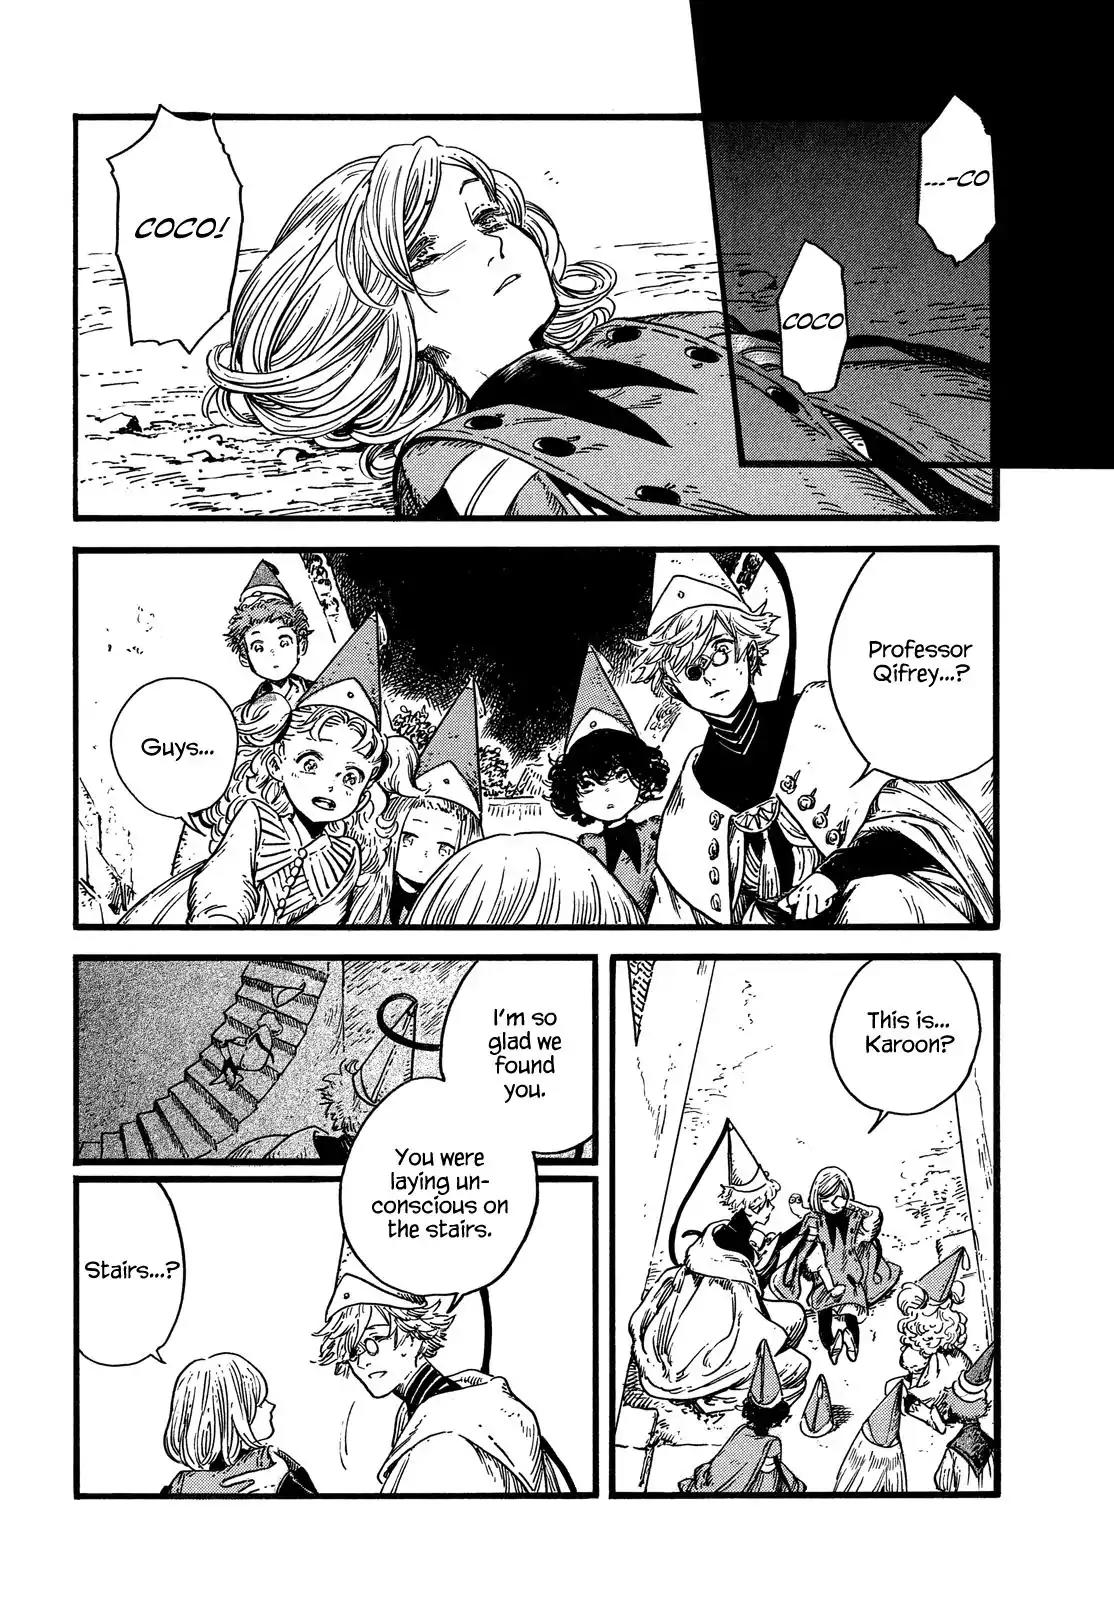 ...-CO
COCO
COCO!
Professor
Qifrey...?
Guys...
This is...
Karoon?
I'm so
glad we
found
you.
You were
laying un-
conscious on
the stairs.
Stairs...?